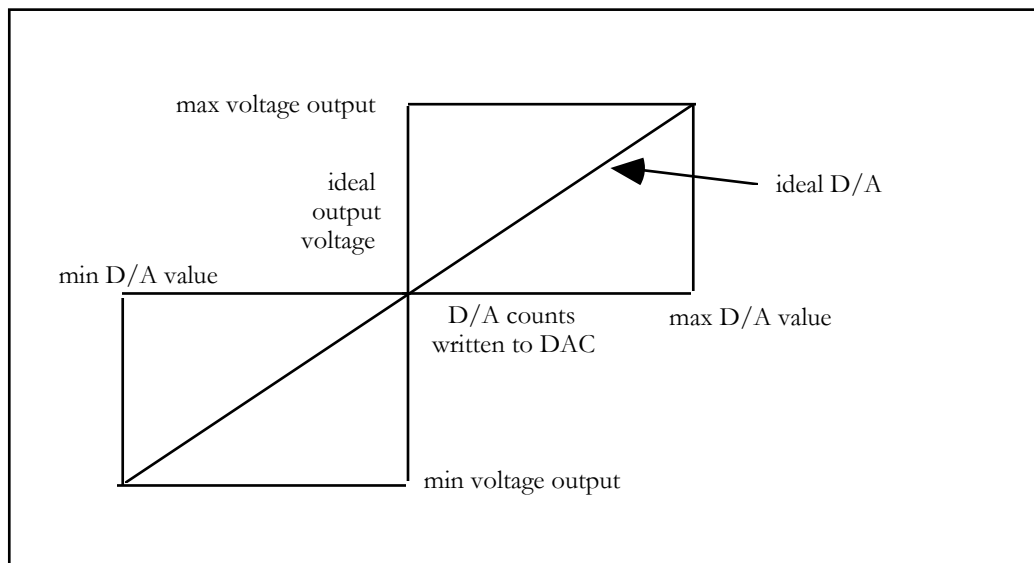 max voltage output
ideal
output
voltage
ideal D/A
min D/A value
D/A counts
written to DAC
max D/A value
min voltage output